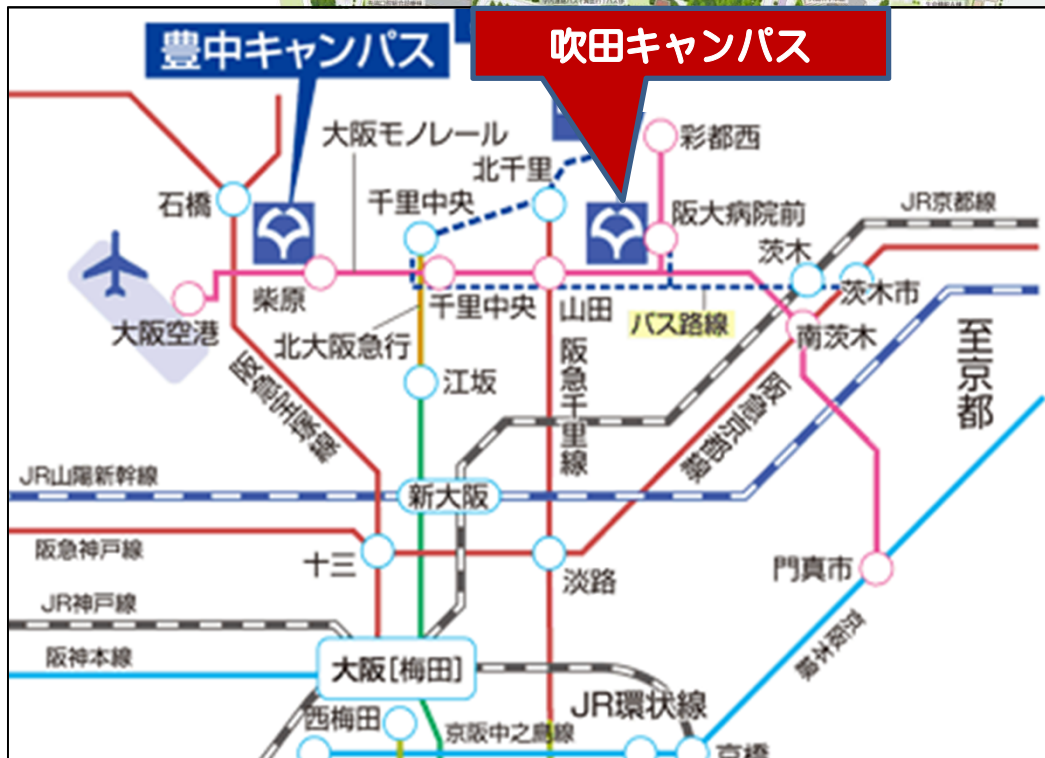 豊中キャンパス
吹田キャンパス
大阪モノレール
彩都西
北千里
石橋
千里中央
阪大病院前
JR京都線
茨木
柴原
千里中央
山田
バス路線
茨木市
大阪空港
南茨木
北大阪急行
至京都
江坂
阪急宝塚線
阪急千里線
阪急京都線
JR山陽新幹線
新大阪
阪急神戸線
十三
淡路
門真市
JR神戸線
京阪本線
阪神本線
大阪[梅田]
JR環状線
西梅田
京阪中之島線
京橋